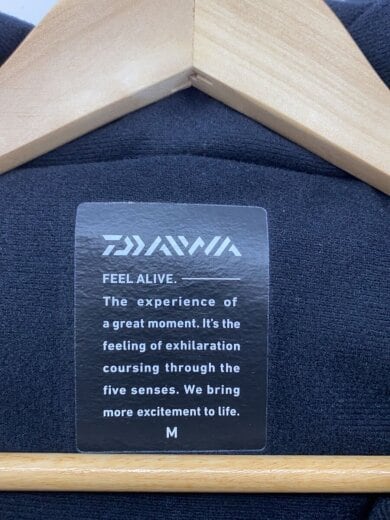 DAIWA
FEEL ALIVE.
The experience of
a great moment. It's the
feeling of exhilaration
coursing through the
five senses. We bring
more excitement to life.
M